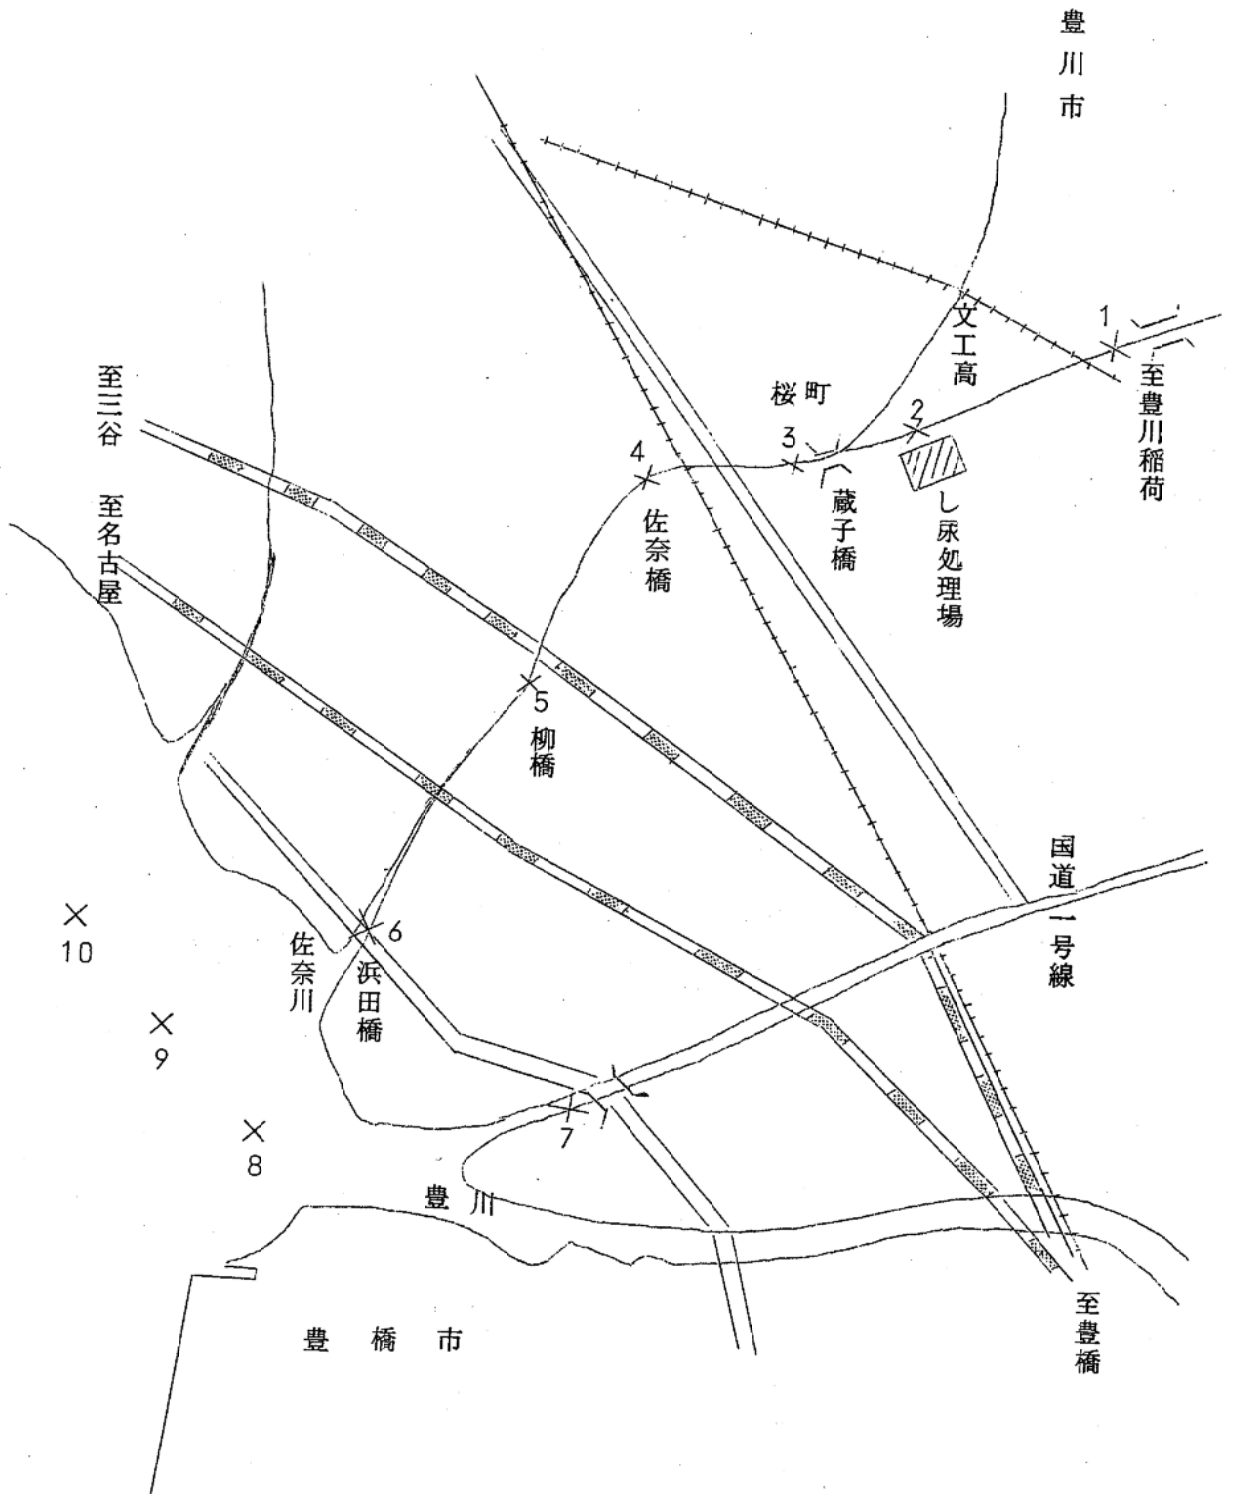 豊川市
文工高
1
至豊川稲荷
桜町
2
3
蔵子橋
し尿処理場
4
佐奈橋
至三谷
至名古屋
5
柳橋
国道一号線
6
浜田橋
佐奈川
10
9
8
7
豊川
豊橋市
至豊橋